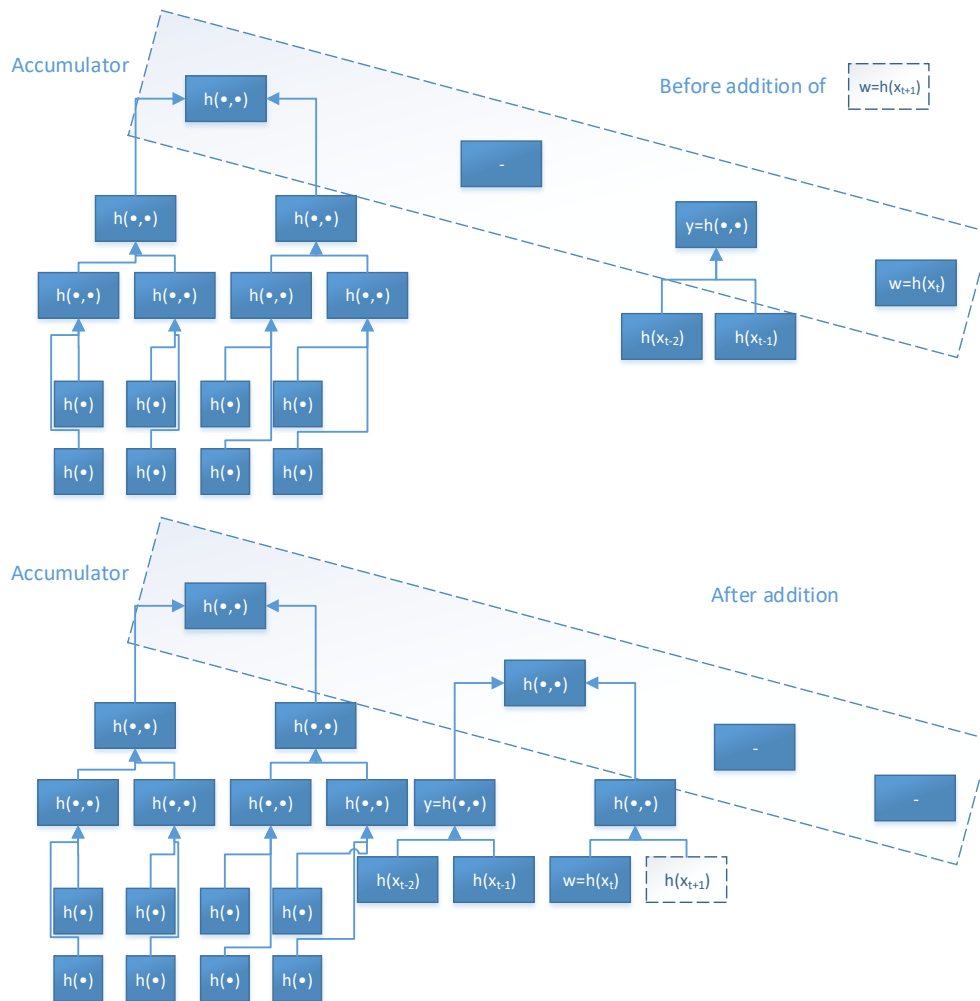 Accumulator
Before addition of
w=h(xₜ₊₁)
h(•,•)
-
h(•,•)
h(•,•)
y=h(•,•)
h(•,•)
h(•,•)
h(•,•)
h(•,•)
w=h(xₜ)
h(xₜ₋₂)
h(xₜ₋₁)
h(•)
h(•)
h(•)
h(•)
h(•)
h(•)
h(•)
h(•)
Accumulator
After addition
h(•,•)
h(•,•)
h(•,•)
h(•,•)
-
h(•,•)
h(•,•)
h(•,•)
h(•,•)
y=h(•,•)
h(•,•)
-
h(xₜ₋₂)
h(xₜ₋₁)
w=h(xₜ)
h(xₜ₊₁)
h(•)
h(•)
h(•)
h(•)
h(•)
h(•)
h(•)
h(•)